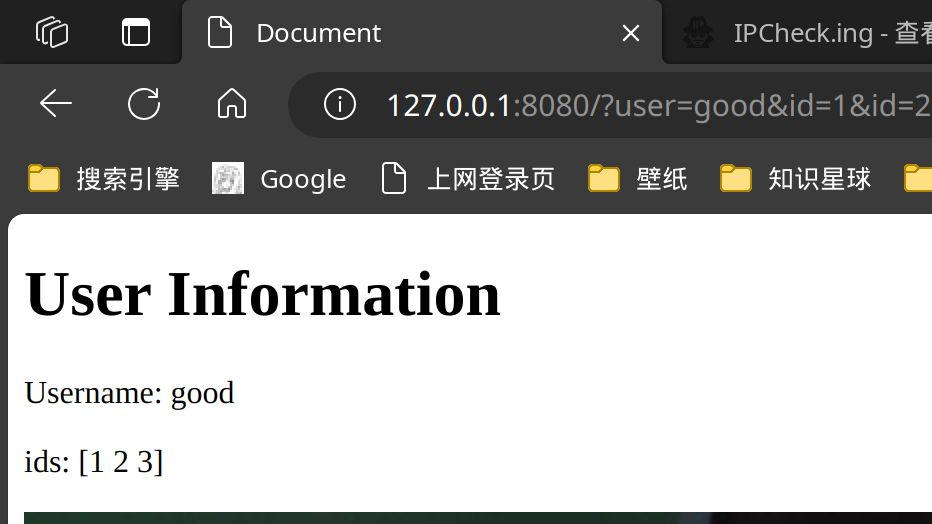 Document
IPCheck.ing - 查看
127.0.0.1:8080/?user=good&id=1&id=2
搜索引擎 Google 上网登录页 壁纸 知识星球
User Information
Username: good
ids: [1 2 3]